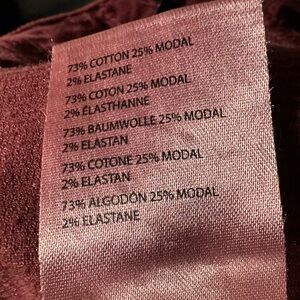 73% COTTON 25% MODAL
2% ELASTANE
73% COTON 25% MODAL
2% ÉLASTHANNE
73% BAUMWOLLE 25% MODAL
2% ELASTAN
73% COTONE 25% MODAL
2% ELASTAN
73% ALGODÓN 25% MODAL
2% ELASTANE